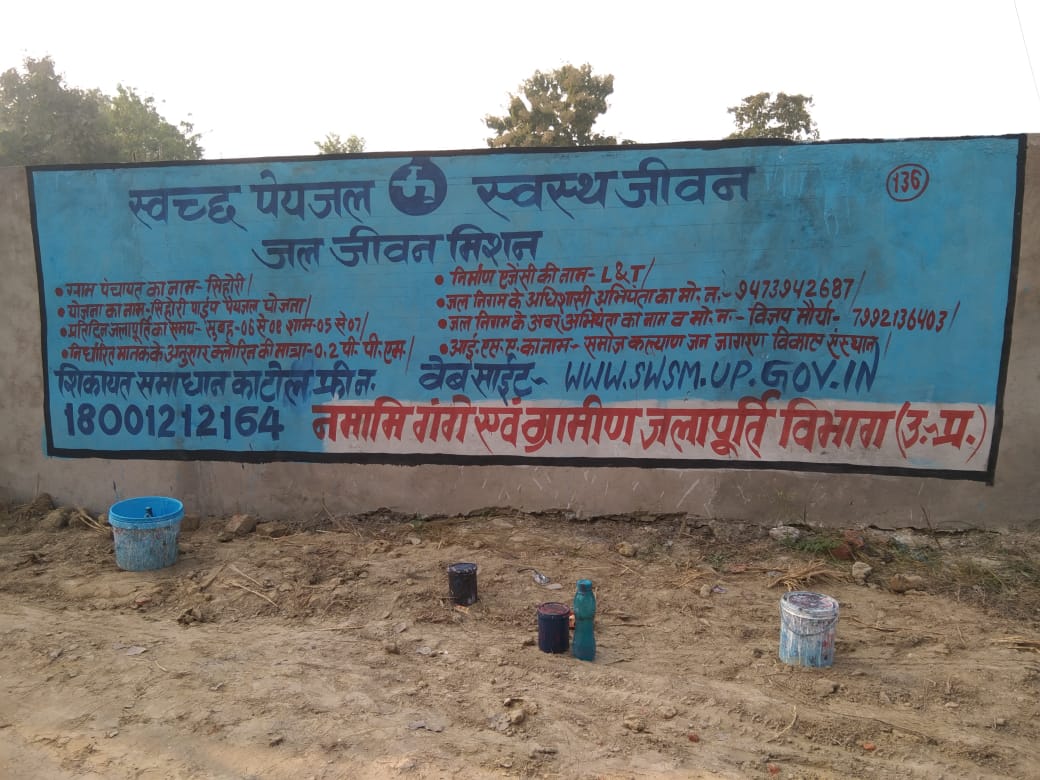 स्वच्छ पेयजल स्वस्थ जीवन
136
जल जीवन मिशन
• ग्राम पंचायत का नाम - सिहोरी/
• योजना का नाम - सिहोरी पाईप पेयजल योजना/
• प्रतिदिन जलापूर्ति का समय - सुबह - 06 से 08 शाम - 05 से 07/
• निर्धारित मानक के अनुसार क्लोरिन की मात्रा - 0.2 पी. पी. एम./
• निर्माण एजेंसी की नाम - L&T/
• जल निगम के अधिशासी अभियंता का मो. न. - 9473942687/
• जल निगम के अवर अभियंता का नाम व मो. न. - विजय मौर्या - 7992136403/
• आई. एस. ए. का नाम - समाज कल्याण जन जागरण विकास संस्थान/
शिकायत समाधान का टोल फ्री न. वेबसाईट - WWW.SWSM.UP.GOV.IN
18001212164 नमामि गंगे एवं ग्रामीण जलापूर्ति विभाग (उ.-प्र.)